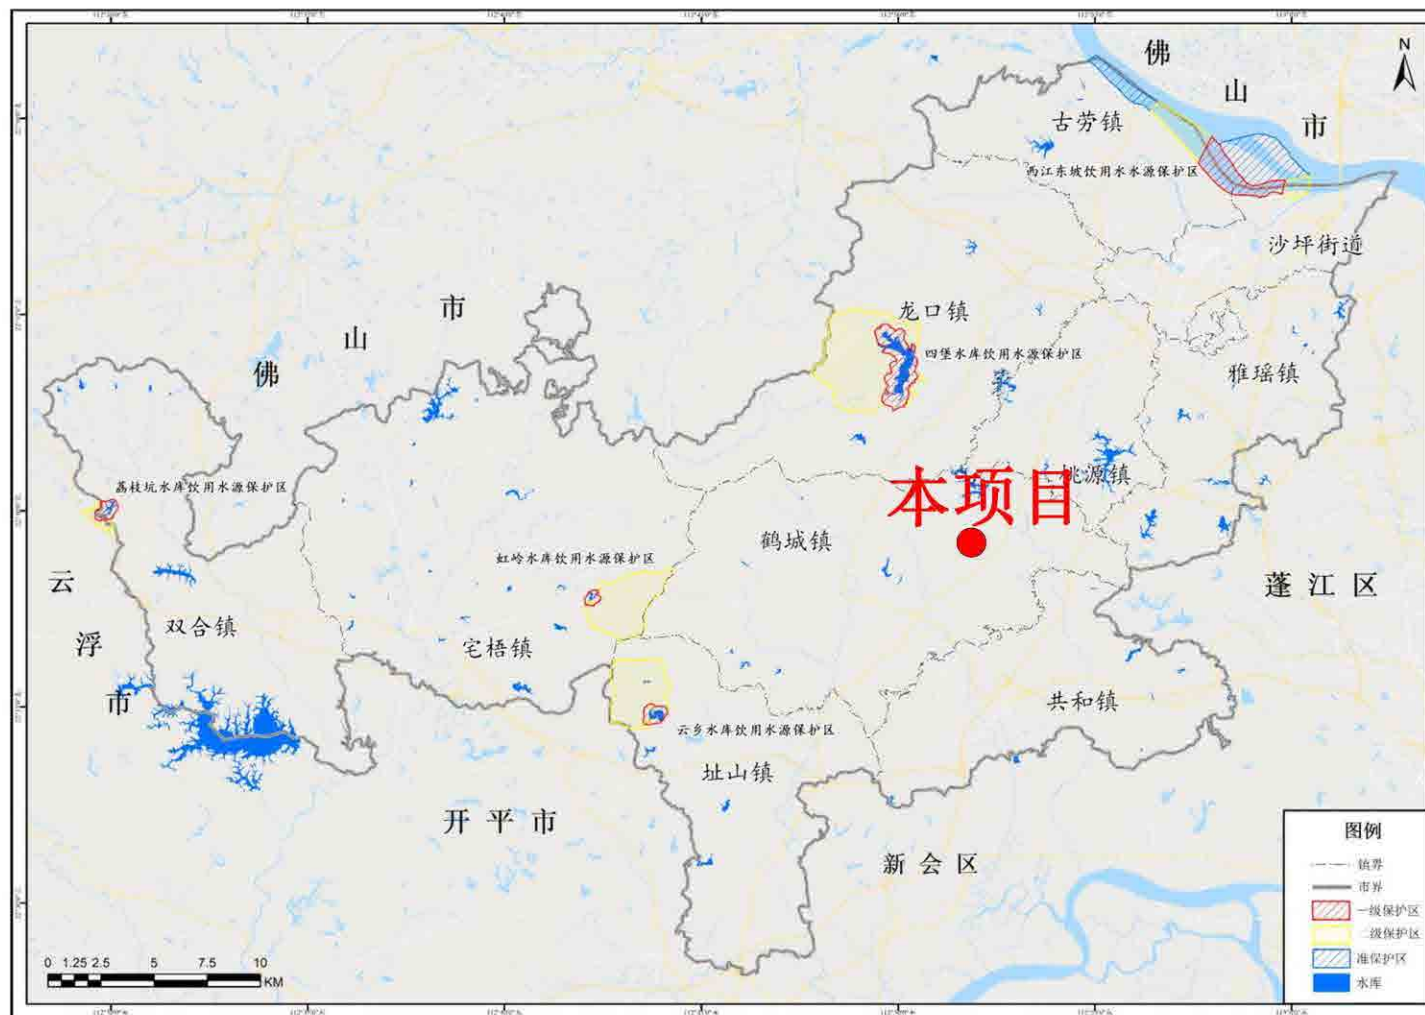 N
佛
山
市
古劳镇
西江东坡饮用水水源保护区
沙坪街道
市
山
佛
龙口镇
四堡水库饮用水源保护区
雅瑶镇
荔枝坑水库饮用水源保护区
本项目
桃源镇
鹤城镇
虹岭水库饮用水源保护区
云
浮
市
蓬江区
双合镇
宅梧镇
共和镇
云乡水库饮用水源保护区
址山镇
开平市
新会区
图例
镇界
市界
一级保护区
二级保护区
准保护区
水库
0 1.25 2.5 5 7.5 10
KM